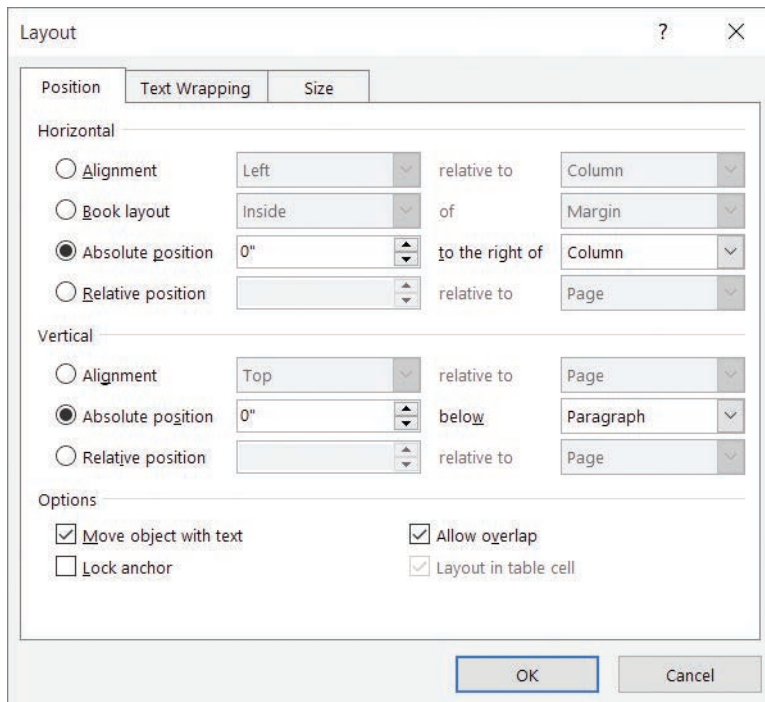 Layout ?
Position Text Wrapping Size
Horizontal
Alignment Left relative to Column
Book layout Inside of Margin
Absolute position 0" to the right of Column
Relative position relative to Page
Vertical
Alignment Top relative to Page
Absolute position 0" below Paragraph
Relative position relative to Page
Options
Move object with text Allow overlap
Lock anchor Layout in table cell
OK Cancel